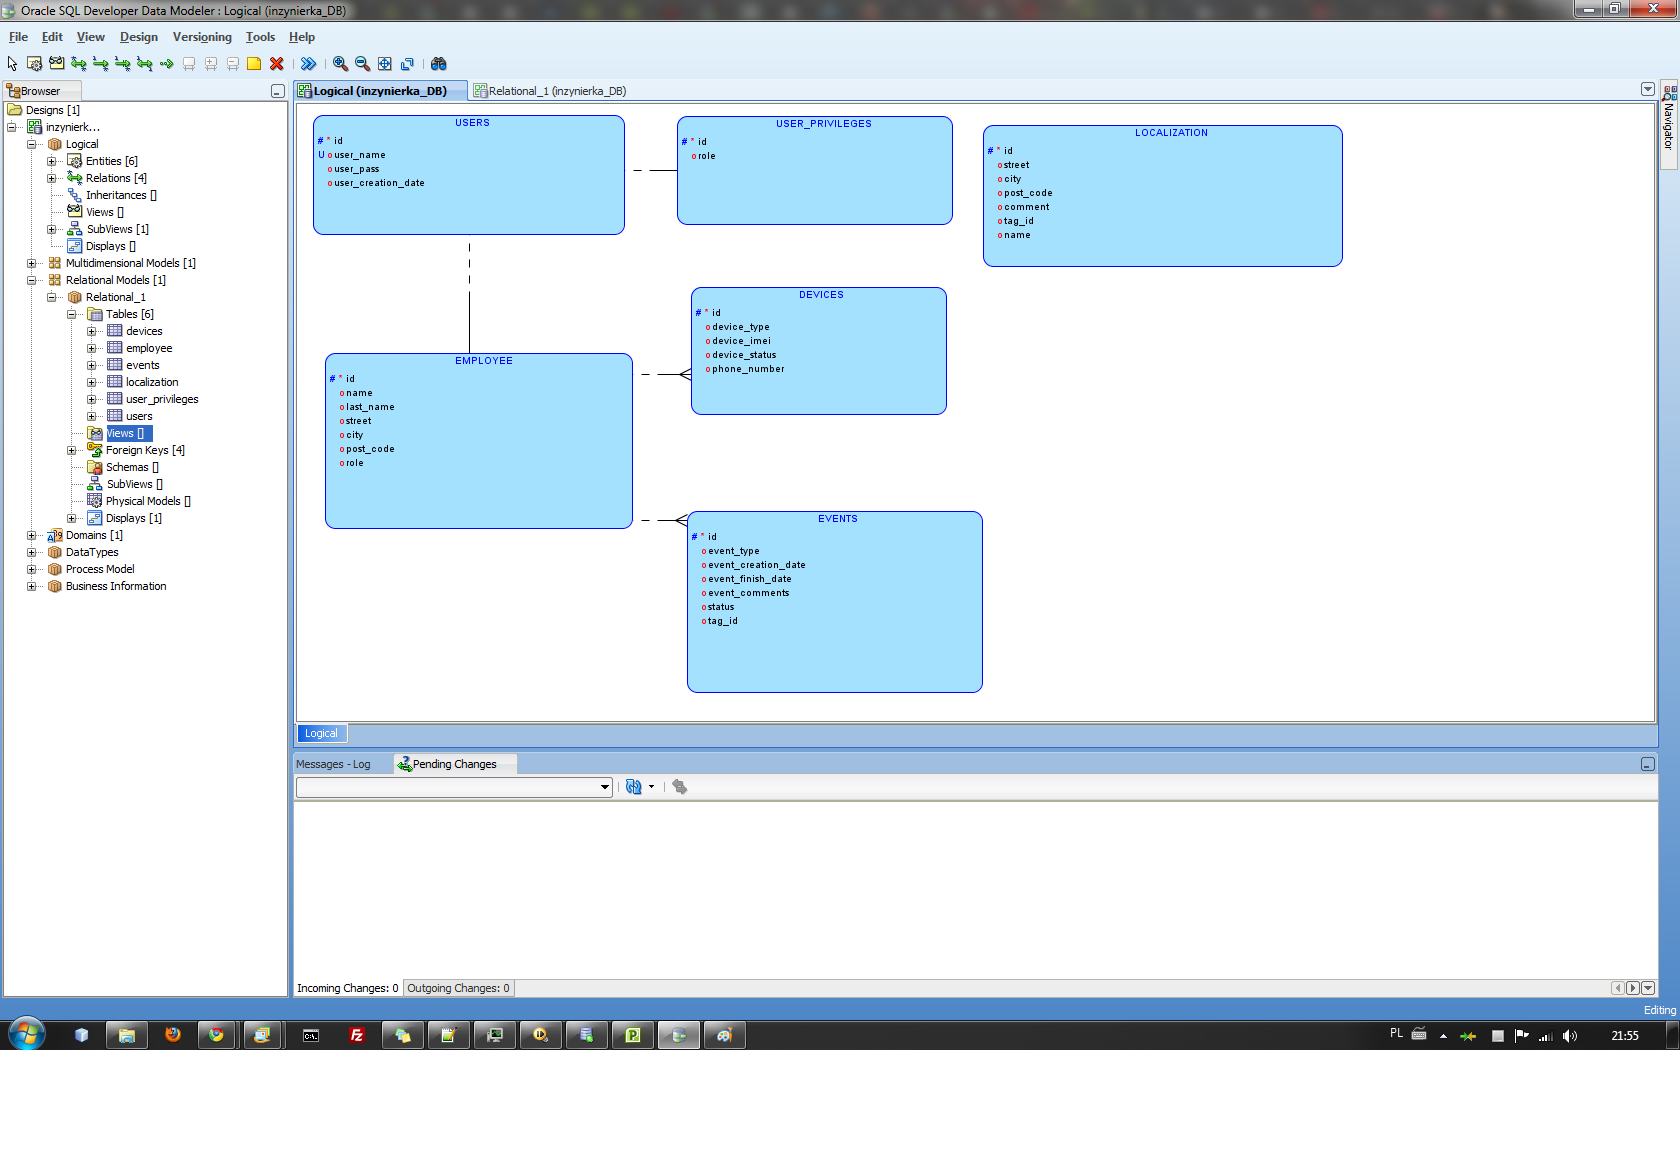 Oracle SQL Developer Data Modeler : Logical (inzynierka_DB)
File Edit View Design Versioning Tools Help
Browser
Designs [1]
inzynierk...
Logical
Entities [6]
Relations [4]
Inheritances []
Views []
SubViews [1]
Displays []
Multidimensional Models [1]
Relational Models [1]
Relational_1
Tables [6]
devices
employee
events
localization
user_privileges
users
Views []
Foreign Keys [4]
Schemas []
SubViews []
Physical Models []
Displays [1]
Domains [1]
DataTypes
Process Model
Business Information
Logical (inzynierka_DB)
Relational_1 (inzynierka_DB)
Navigator
USERS
# * id
U o user_name
o user_pass
o user_creation_date
USER_PRIVILEGES
# * id
o role
LOCALIZATION
# * id
o street
o city
o post_code
o comment
o tag_id
o name
DEVICES
# * id
o device_type
o device_imei
o device_status
o phone_number
EMPLOYEE
# * id
o name
o last_name
o street
o city
o post_code
o role
EVENTS
# * id
o event_type
o event_creation_date
o event_finish_date
o event_comments
o status
o tag_id
Logical
Messages - Log
Pending Changes
Incoming Changes: 0
Outgoing Changes: 0
Editing
PL
21:55